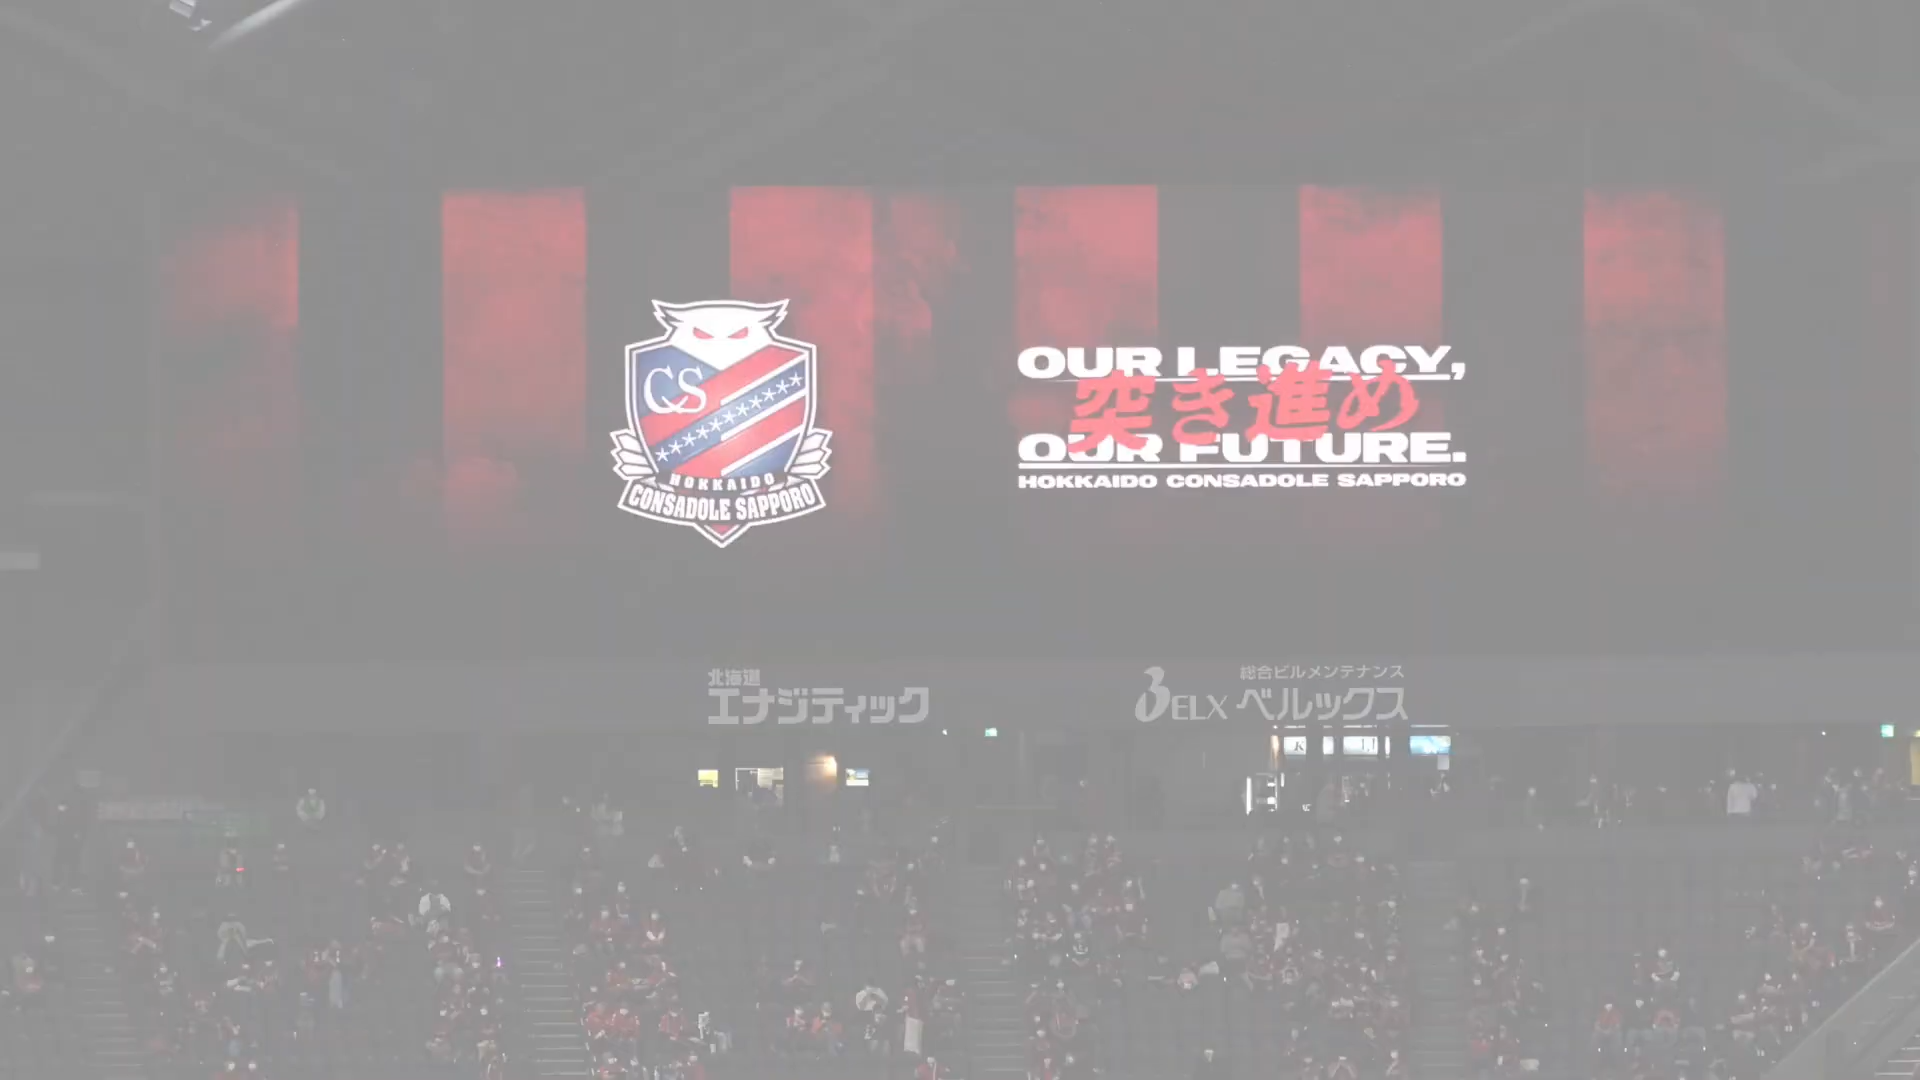 CS
HOKKAIDO
CONSADOLE SAPPORO
OUR LEGACY,
突き進め
OUR FUTURE.
HOKKAIDO CONSADOLE SAPPORO
北海道
エナジティック
総合ビルメンテナンス
BELX ベルックス